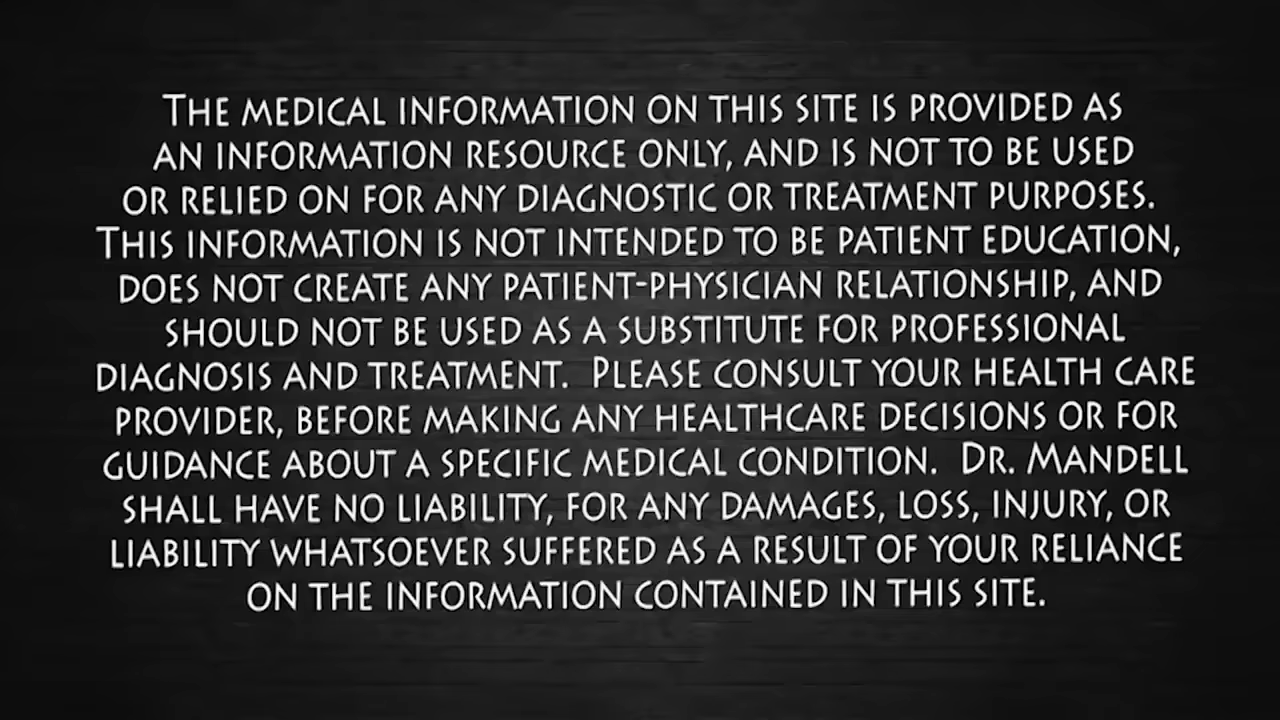 The medical information on this site is provided as
an information resource only, and is not to be used
or relied on for any diagnostic or treatment purposes.
This information is not intended to be patient education,
does not create any patient-physician relationship, and
should not be used as a substitute for professional
diagnosis and treatment. Please consult your health care
provider, before making any healthcare decisions or for
guidance about a specific medical condition. Dr. Mandell
shall have no liability, for any damages, loss, injury, or
liability whatsoever suffered as a result of your reliance
on the information contained in this site.